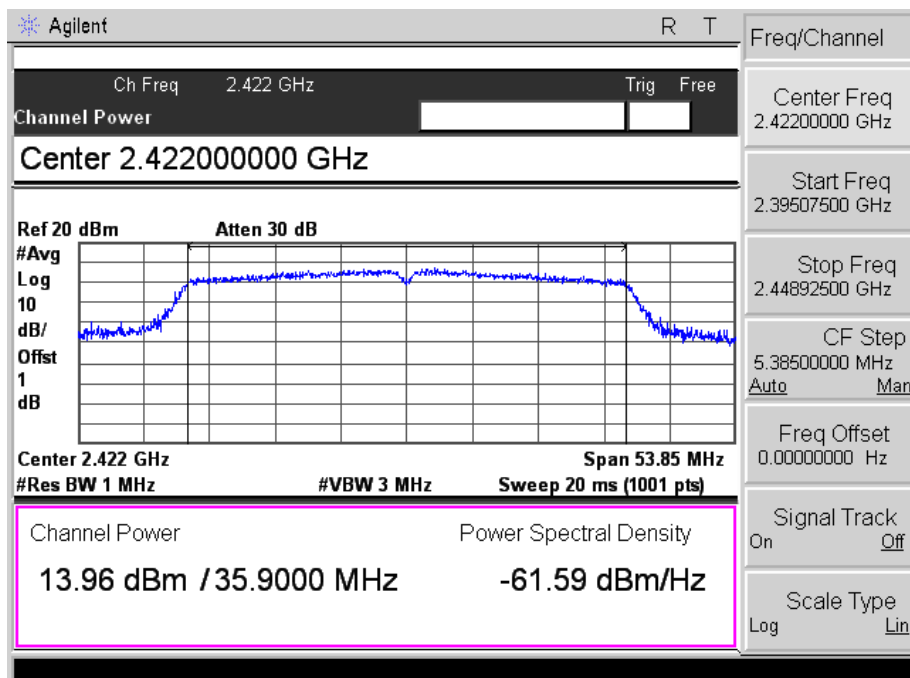 Agilent R T
Ch Freq 2.422 GHz Trig Free
Channel Power
Center 2.422000000 GHz
Ref 20 dBm Atten 30 dB
#Avg
Log
10
dB/
Offst
1
dB
Center 2.422 GHz Span 53.85 MHz
#Res BW 1 MHz #VBW 3 MHz Sweep 20 ms (1001 pts)
Channel Power Power Spectral Density
13.96 dBm / 35.9000 MHz -61.59 dBm/Hz
Freq/Channel
Center Freq
2.42200000 GHz
Start Freq
2.39507500 GHz
Stop Freq
2.44892500 GHz
CF Step
5.38500000 MHz
Auto Man
Freq Offset
0.00000000 Hz
Signal Track
On Off
Scale Type
Log Lin